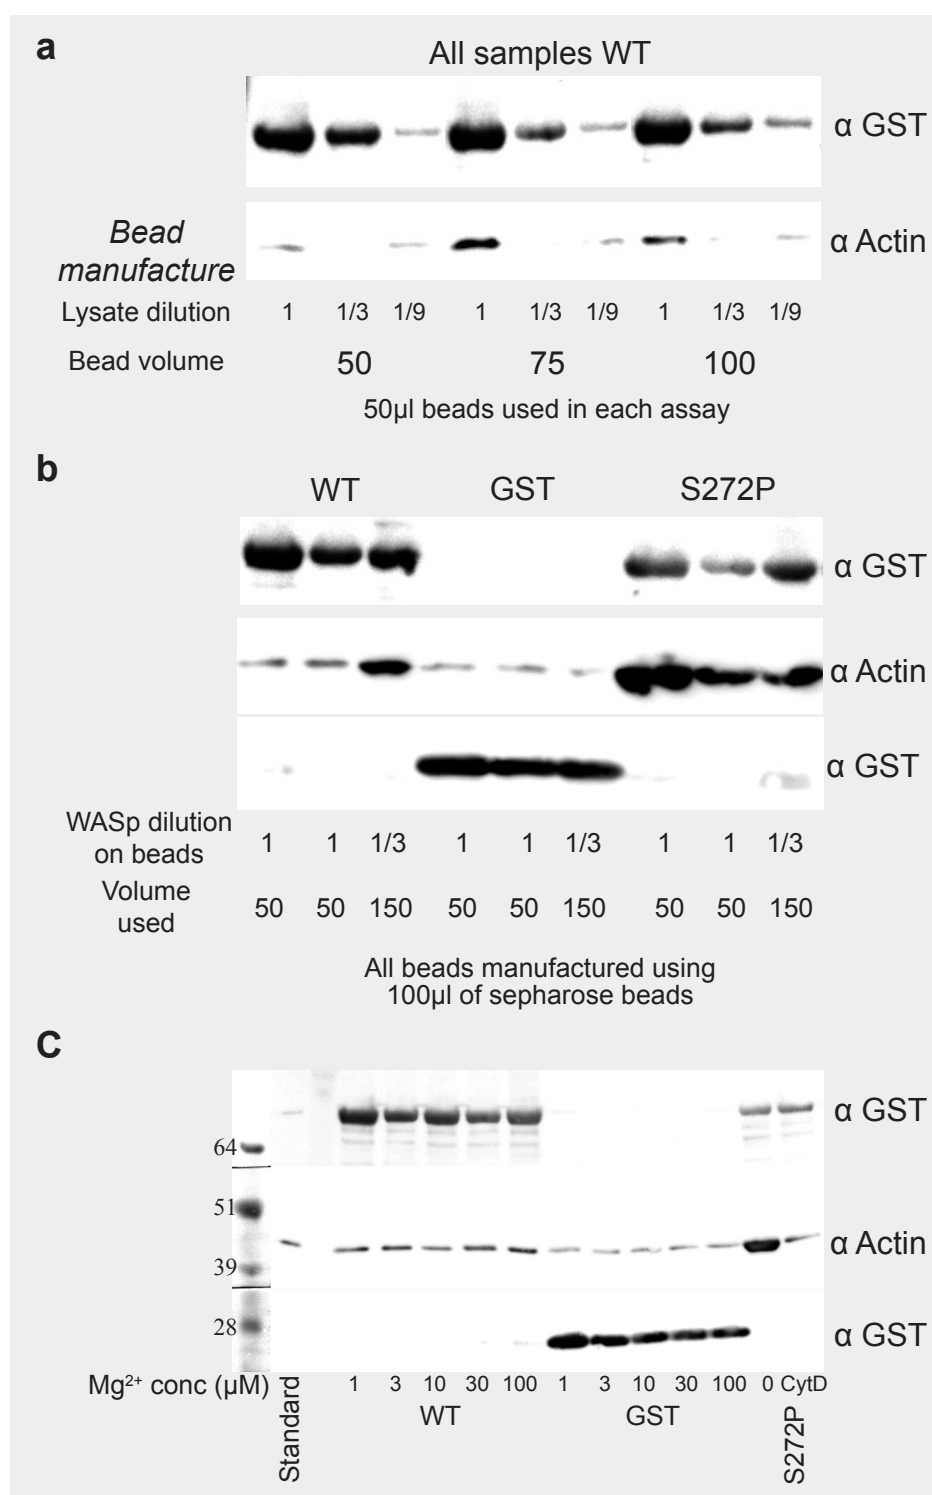 a
All samples WT
α GST
Bead
manufacture
α Actin
Lysate dilution 1 1/3 1/9 1 1/3 1/9 1 1/3 1/9
Bead volume 50 75 100
50µl beads used in each assay
b
WT GST S272P
α GST
α Actin
α GST
WASp dilution
on beads 1 1 1/3 1 1 1/3 1 1 1/3
Volume
used 50 50 150 50 50 150 50 50 150
All beads manufactured using
100µl of sepharose beads
C
α GST
64
51
α Actin
39
28
α GST
Mg²⁺ conc (µM) Standard 1 3 10 30 100 1 3 10 30 100 0 CytD
WT GST S272P